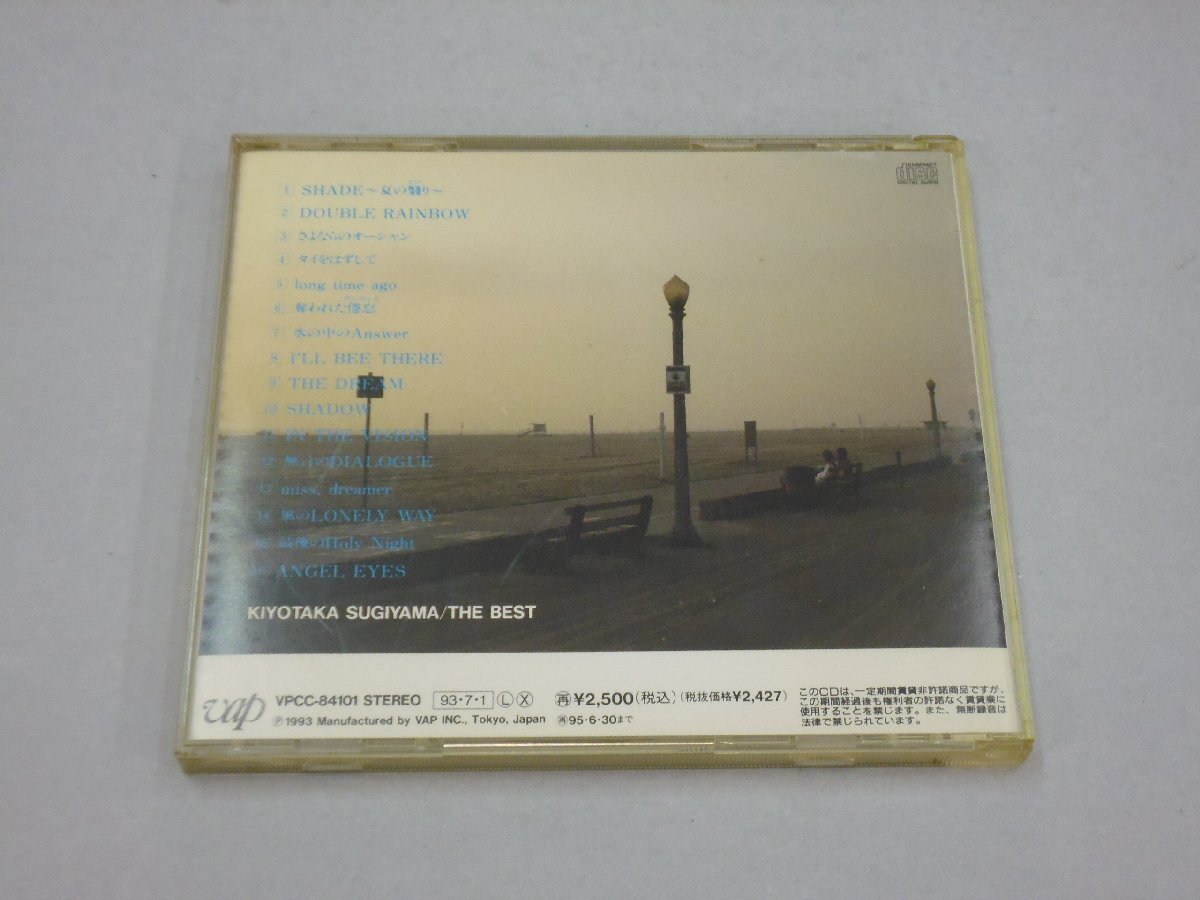 COMPACT
disc
DIGITAL AUDIO
1 SHADE～夏の翳り～
2 DOUBLE RAINBOW
3 さよならのオーシャン
4 タイをはずして
5 long time ago
6 奪われた倦怠
7 水の中のAnswer
8 I'LL BEE THERE
9 THE DREAM
10 SHADOW
11 IN THE VISION
12 無言のDIALOGUE
13 miss. dreamer
14 風のLONELY WAY
15 最後のHoly Night
16 ANGEL EYES
KIYOTAKA SUGIYAMA/THE BEST
vap VPCC-84101 STEREO 93・7・1 Ⓛ Ⓧ 再¥2,500(税込)(税抜価格¥2,427)
Ⓟ1993 Manufactured by VAP INC., Tokyo, Japan 再95・6・30まで
このCDは、一定期間賃貸非許諾商品ですが、
この期間経過後も権利者の許諾なく賃貸業に
使用することを禁じます。また、無断録音は
法律で禁じられています。